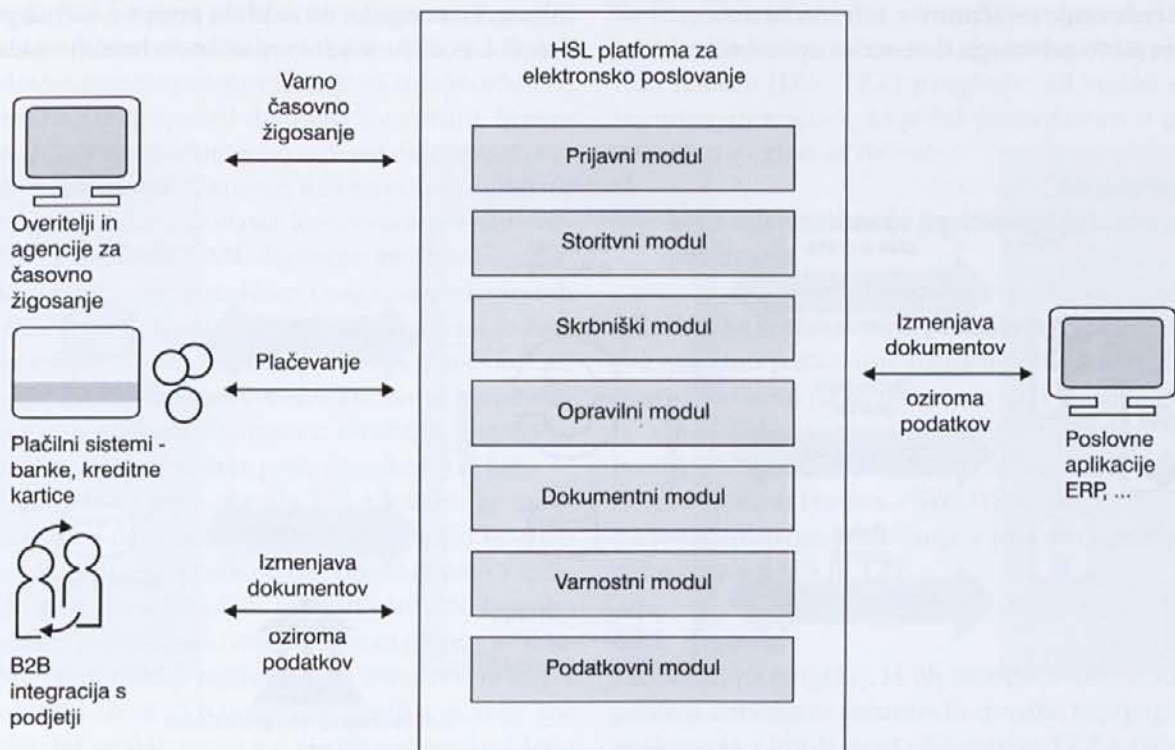 HSL platforma za
elektronsko poslovanje
Varno
časovno
žigosanje
Prijavni modul
Overitelji in
agencije za
časovno
žigosanje
Storitvni modul
Skrbniški modul
Plačevanje
Izmenjava
dokumentov
oziroma
podatkov
Opravilni modul
Plačilni sistemi -
banke, kreditne
kartice
Poslovne
aplikacije
ERP, ...
Dokumentni modul
Izmenjava
dokumentov
oziroma
podatkov
Varnostni modul
Podatkovni modul
B2B
integracija s
podjetji